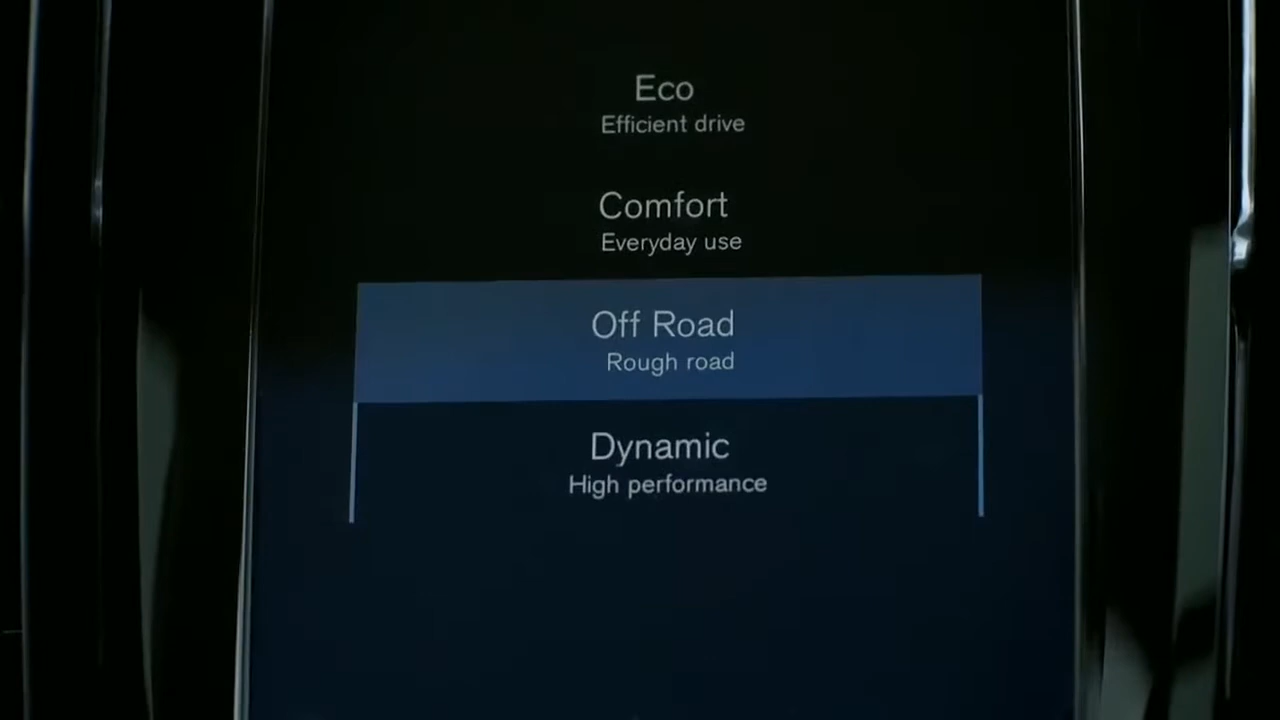 Eco
Efficient drive
Comfort
Everyday use
Off Road
Rough road
Dynamic
High performance